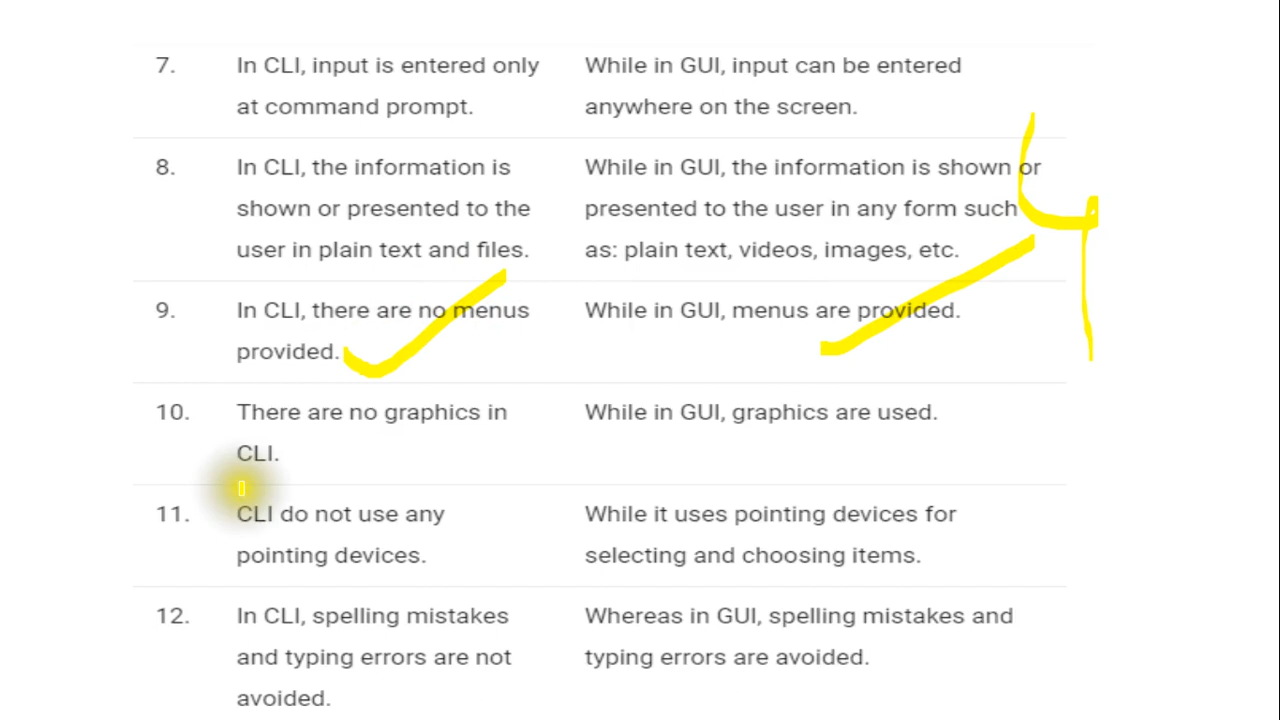 7. In CLI, input is entered only While in GUI, input can be entered
at command prompt. anywhere on the screen.
8. In CLI, the information is While in GUI, the information is shown or
shown or presented to the presented to the user in any form such
user in plain text and files. as: plain text, videos, images, etc.
9. In CLI, there are no menus While in GUI, menus are provided.
provided.
10. There are no graphics in While in GUI, graphics are used.
CLI.
11. CLI do not use any While it uses pointing devices for
pointing devices. selecting and choosing items.
12. In CLI, spelling mistakes Whereas in GUI, spelling mistakes and
and typing errors are not typing errors are avoided.
avoided.